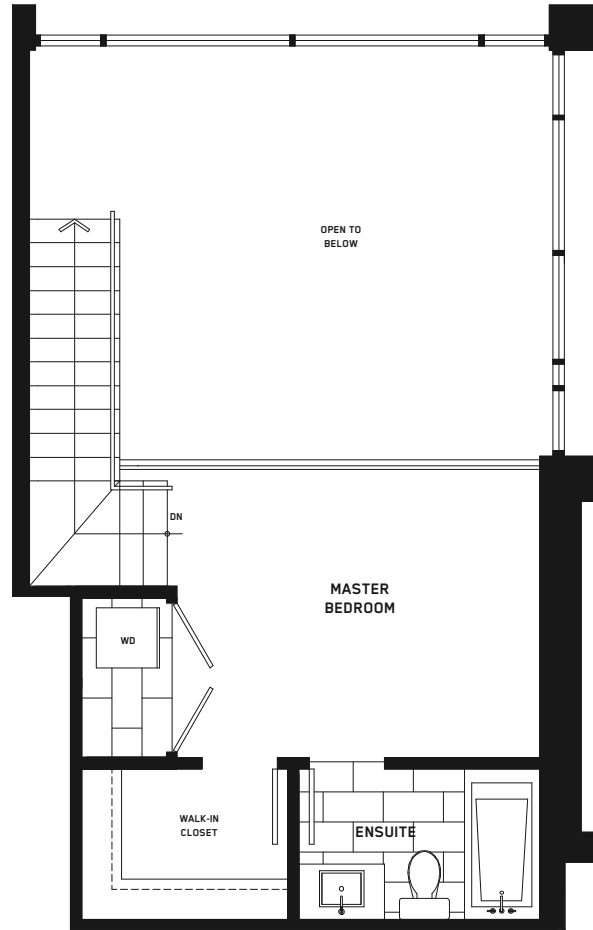 OPEN TO
BELOW
DN
MASTER
BEDROOM
WD
WALK-IN
CLOSET
ENSUITE